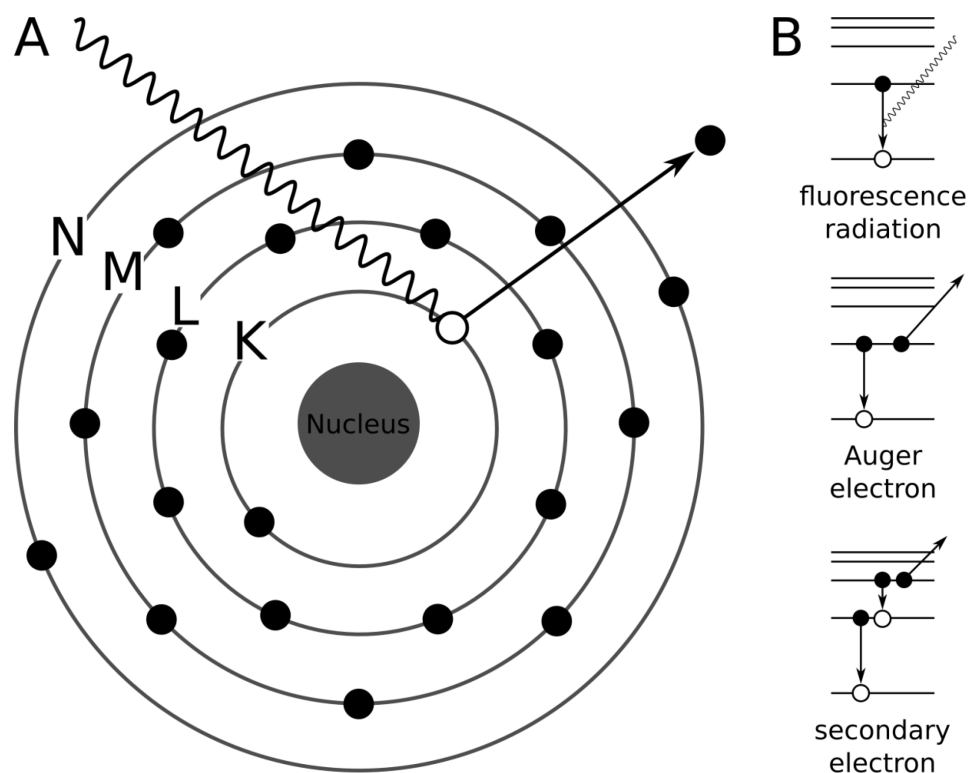 A
B
N
M
L
K
Nucleus
fluorescence
radiation
Auger
electron
secondary
electron